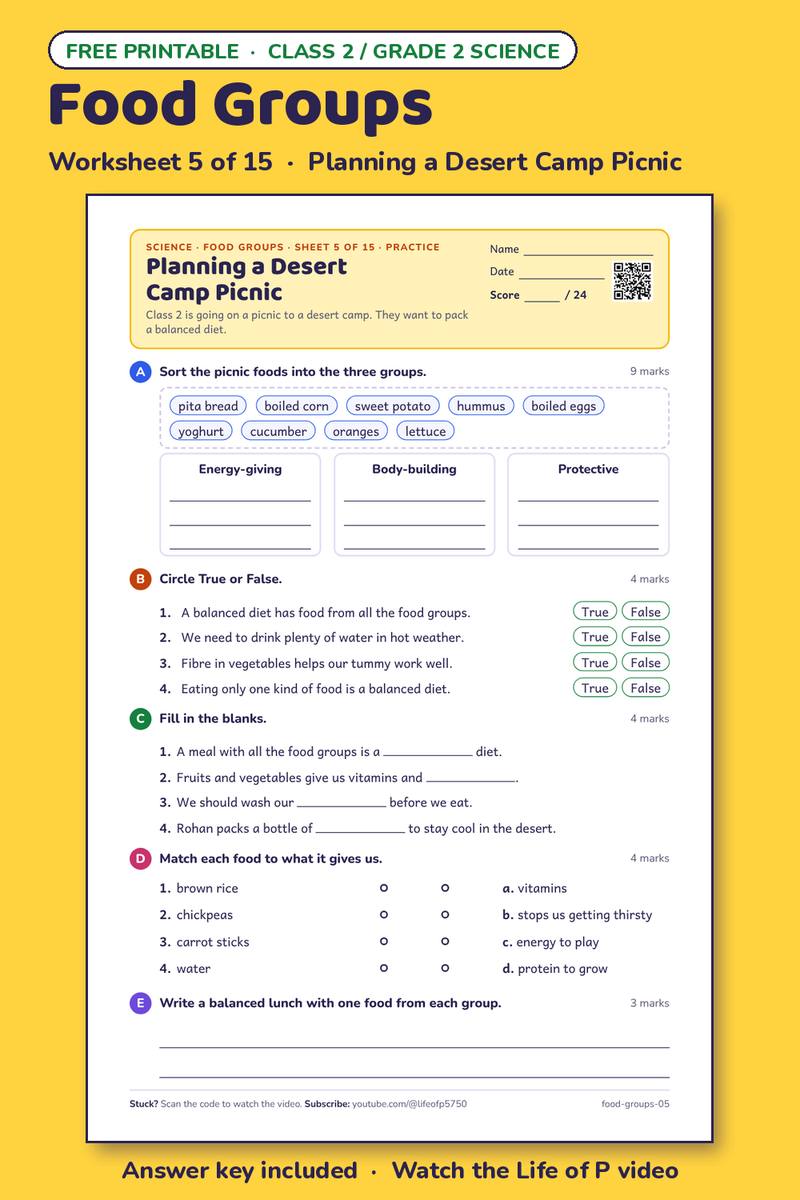 FREE PRINTABLE · CLASS 2 / GRADE 2 SCIENCE
Food Groups
Worksheet 5 of 15 · Planning a Desert Camp Picnic
SCIENCE · FOOD GROUPS · SHEET 5 OF 15 · PRACTICE
Planning a Desert
Camp Picnic
Class 2 is going on a picnic to a desert camp. They want to pack
a balanced diet.
Name ____________
Date ____________
Score _____ / 24
A Sort the picnic foods into the three groups. 9 marks
pita bread boiled corn sweet potato hummus boiled eggs
yoghurt cucumber oranges lettuce
Energy-giving Body-building Protective
B Circle True or False. 4 marks
1. A balanced diet has food from all the food groups. True False
2. We need to drink plenty of water in hot weather. True False
3. Fibre in vegetables helps our tummy work well. True False
4. Eating only one kind of food is a balanced diet. True False
C Fill in the blanks. 4 marks
1. A meal with all the food groups is a ____________ diet.
2. Fruits and vegetables give us vitamins and ____________.
3. We should wash our ____________ before we eat.
4. Rohan packs a bottle of ____________ to stay cool in the desert.
D Match each food to what it gives us. 4 marks
1. brown rice a. vitamins
2. chickpeas b. stops us getting thirsty
3. carrot sticks c. energy to play
4. water d. protein to grow
E Write a balanced lunch with one food from each group. 3 marks
Stuck? Scan the code to watch the video. Subscribe: youtube.com/@lifeofp5750 food-groups-05
Answer key included · Watch the Life of P video